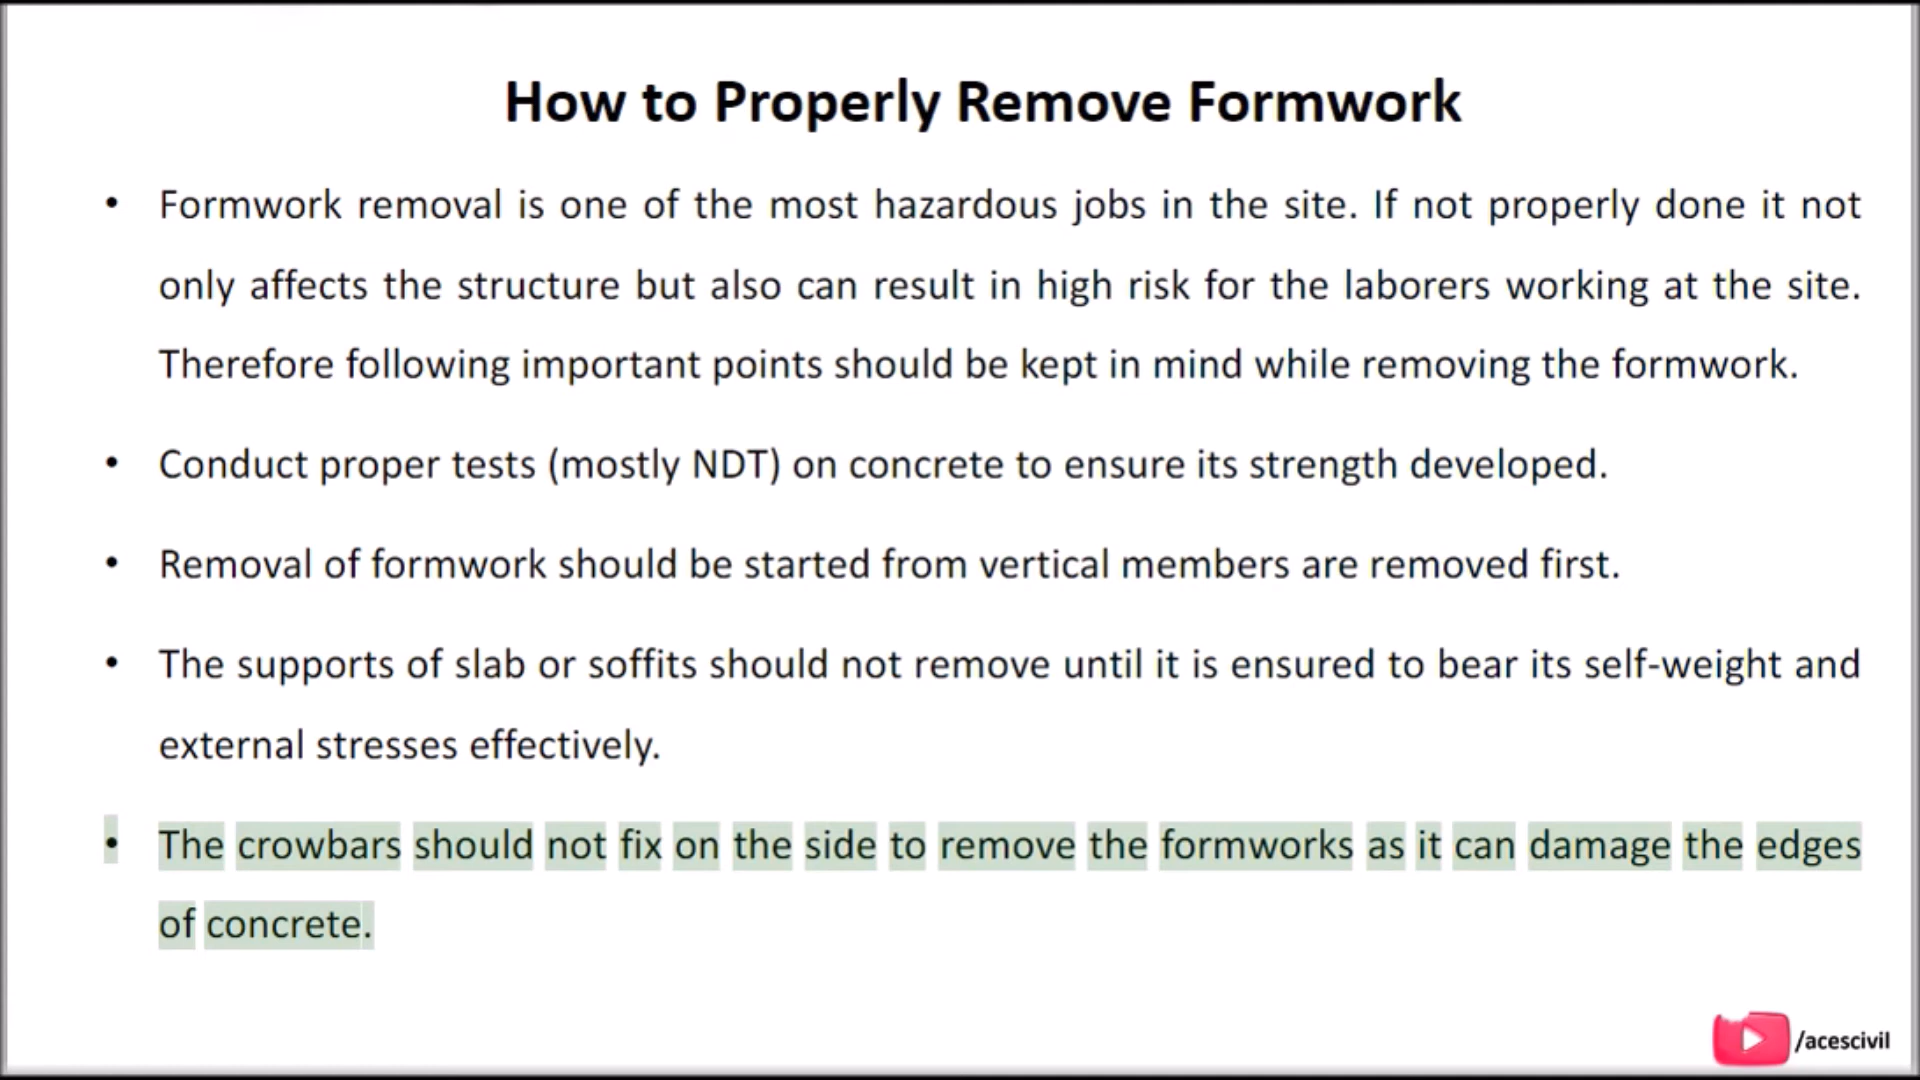 How to Properly Remove Formwork
• Formwork removal is one of the most hazardous jobs in the site. If not properly done it not
only affects the structure but also can result in high risk for the laborers working at the site.
Therefore following important points should be kept in mind while removing the formwork.
• Conduct proper tests (mostly NDT) on concrete to ensure its strength developed.
• Removal of formwork should be started from vertical members are removed first.
• The supports of slab or soffits should not remove until it is ensured to bear its self-weight and
external stresses effectively.
• The crowbars should not fix on the side to remove the formworks as it can damage the edges
of concrete.
/acescivil